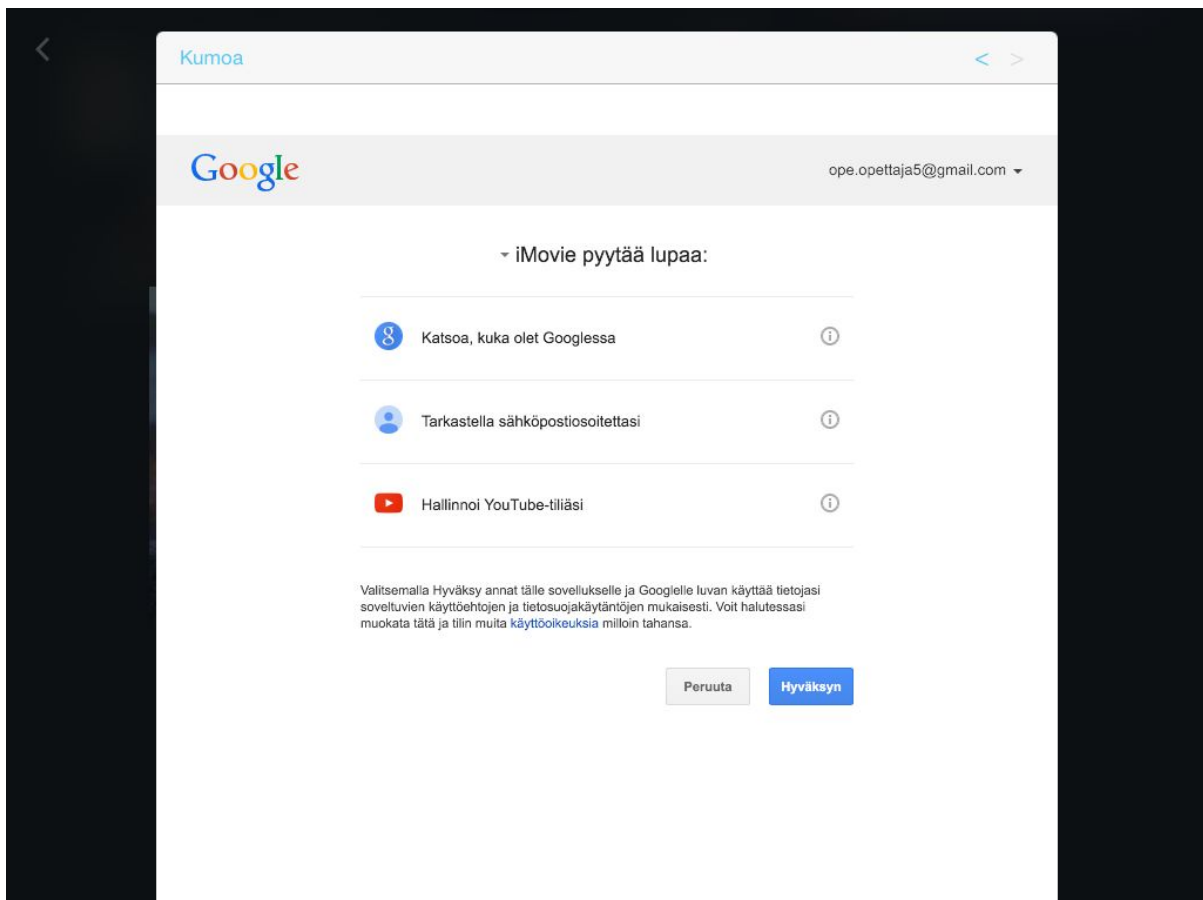 Kumoa
Google
ope.opettaja5@gmail.com
iMovie pyytää lupaa:
8 Katsoa, kuka olet Googlessa
Tarkastella sähköpostiosoitettasi
Hallinnoi YouTube-tiliäsi
Valitsemalla Hyväksy annat tälle sovellukselle ja Googlelle luvan käyttää tietojasi
soveltuvien käyttöehtojen ja tietosuojakäytäntöjen mukaisesti. Voit halutessasi
muokata tätä ja tilin muita käyttöoikeuksia milloin tahansa.
Peruuta Hyväksyn